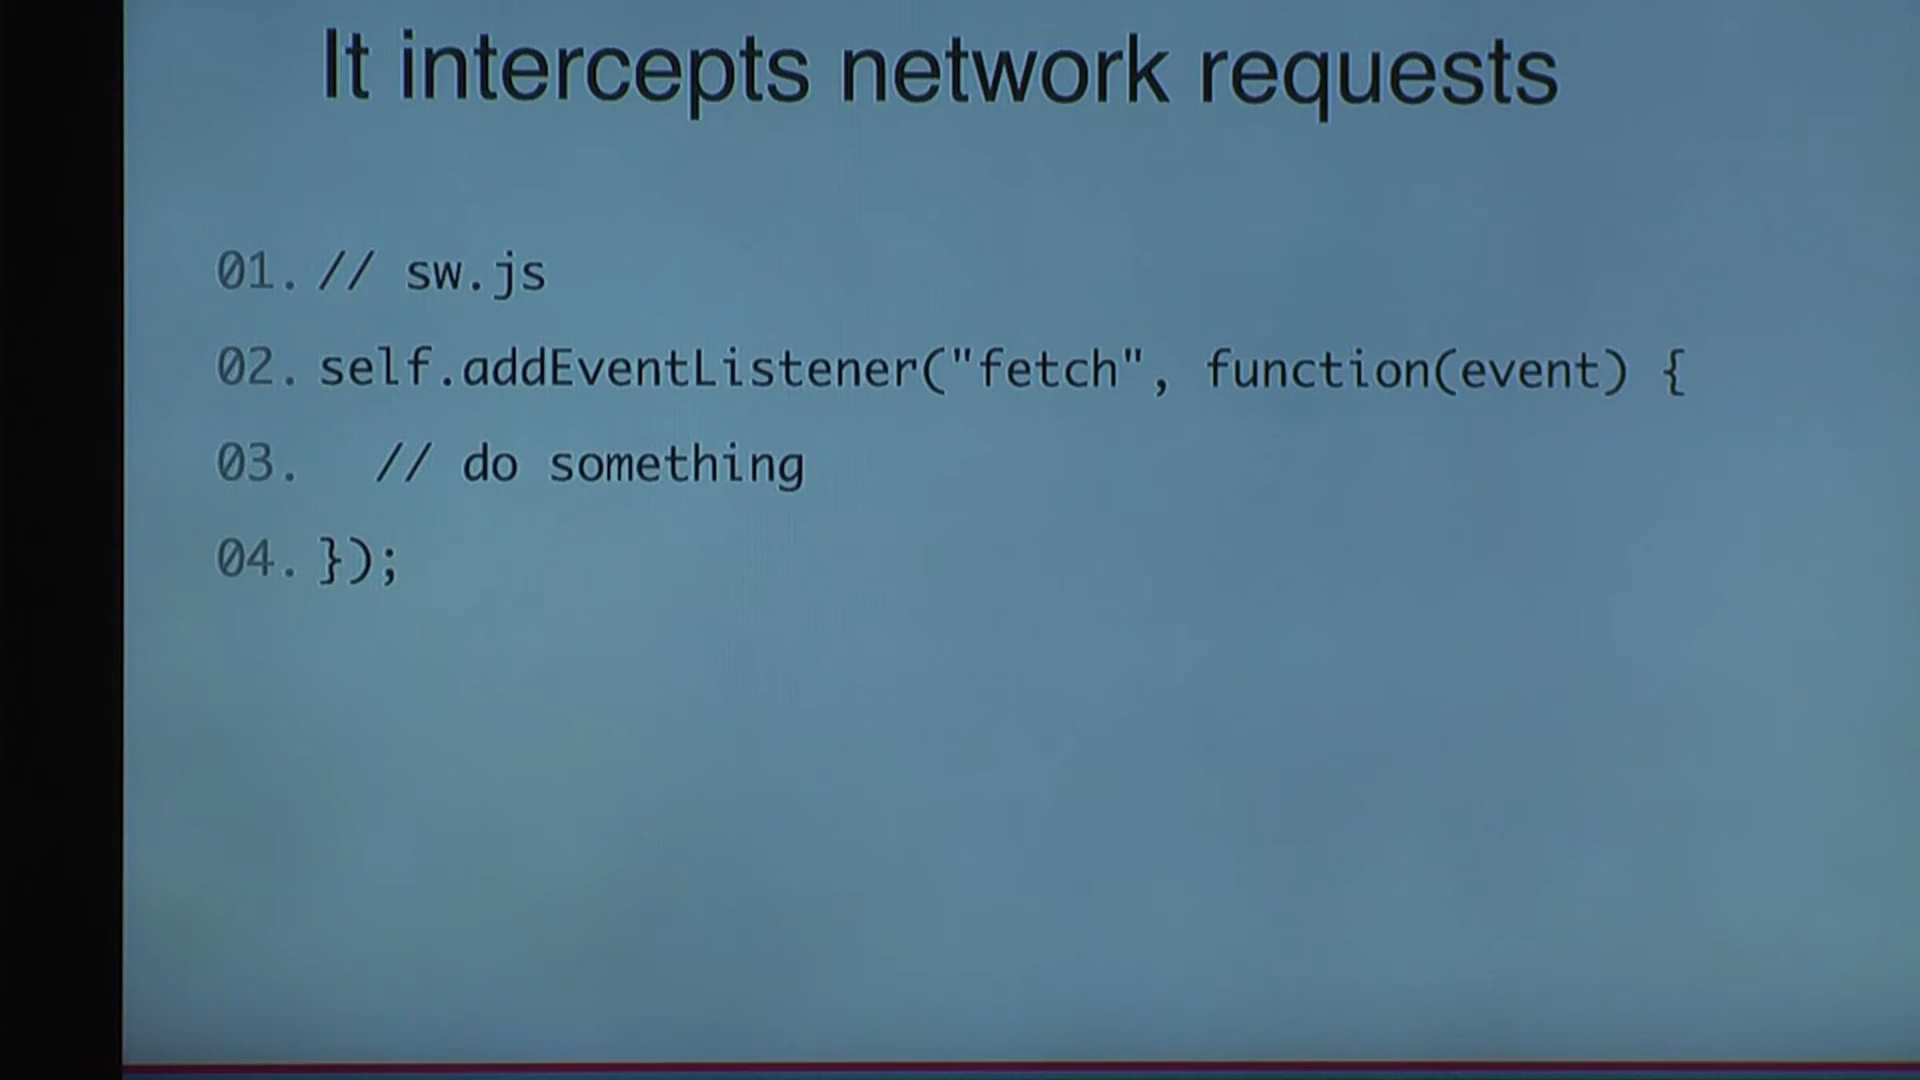 It intercepts network requests
01. // sw.js
02. self.addEventListener("fetch", function(event) {
03.   // do something
04. });